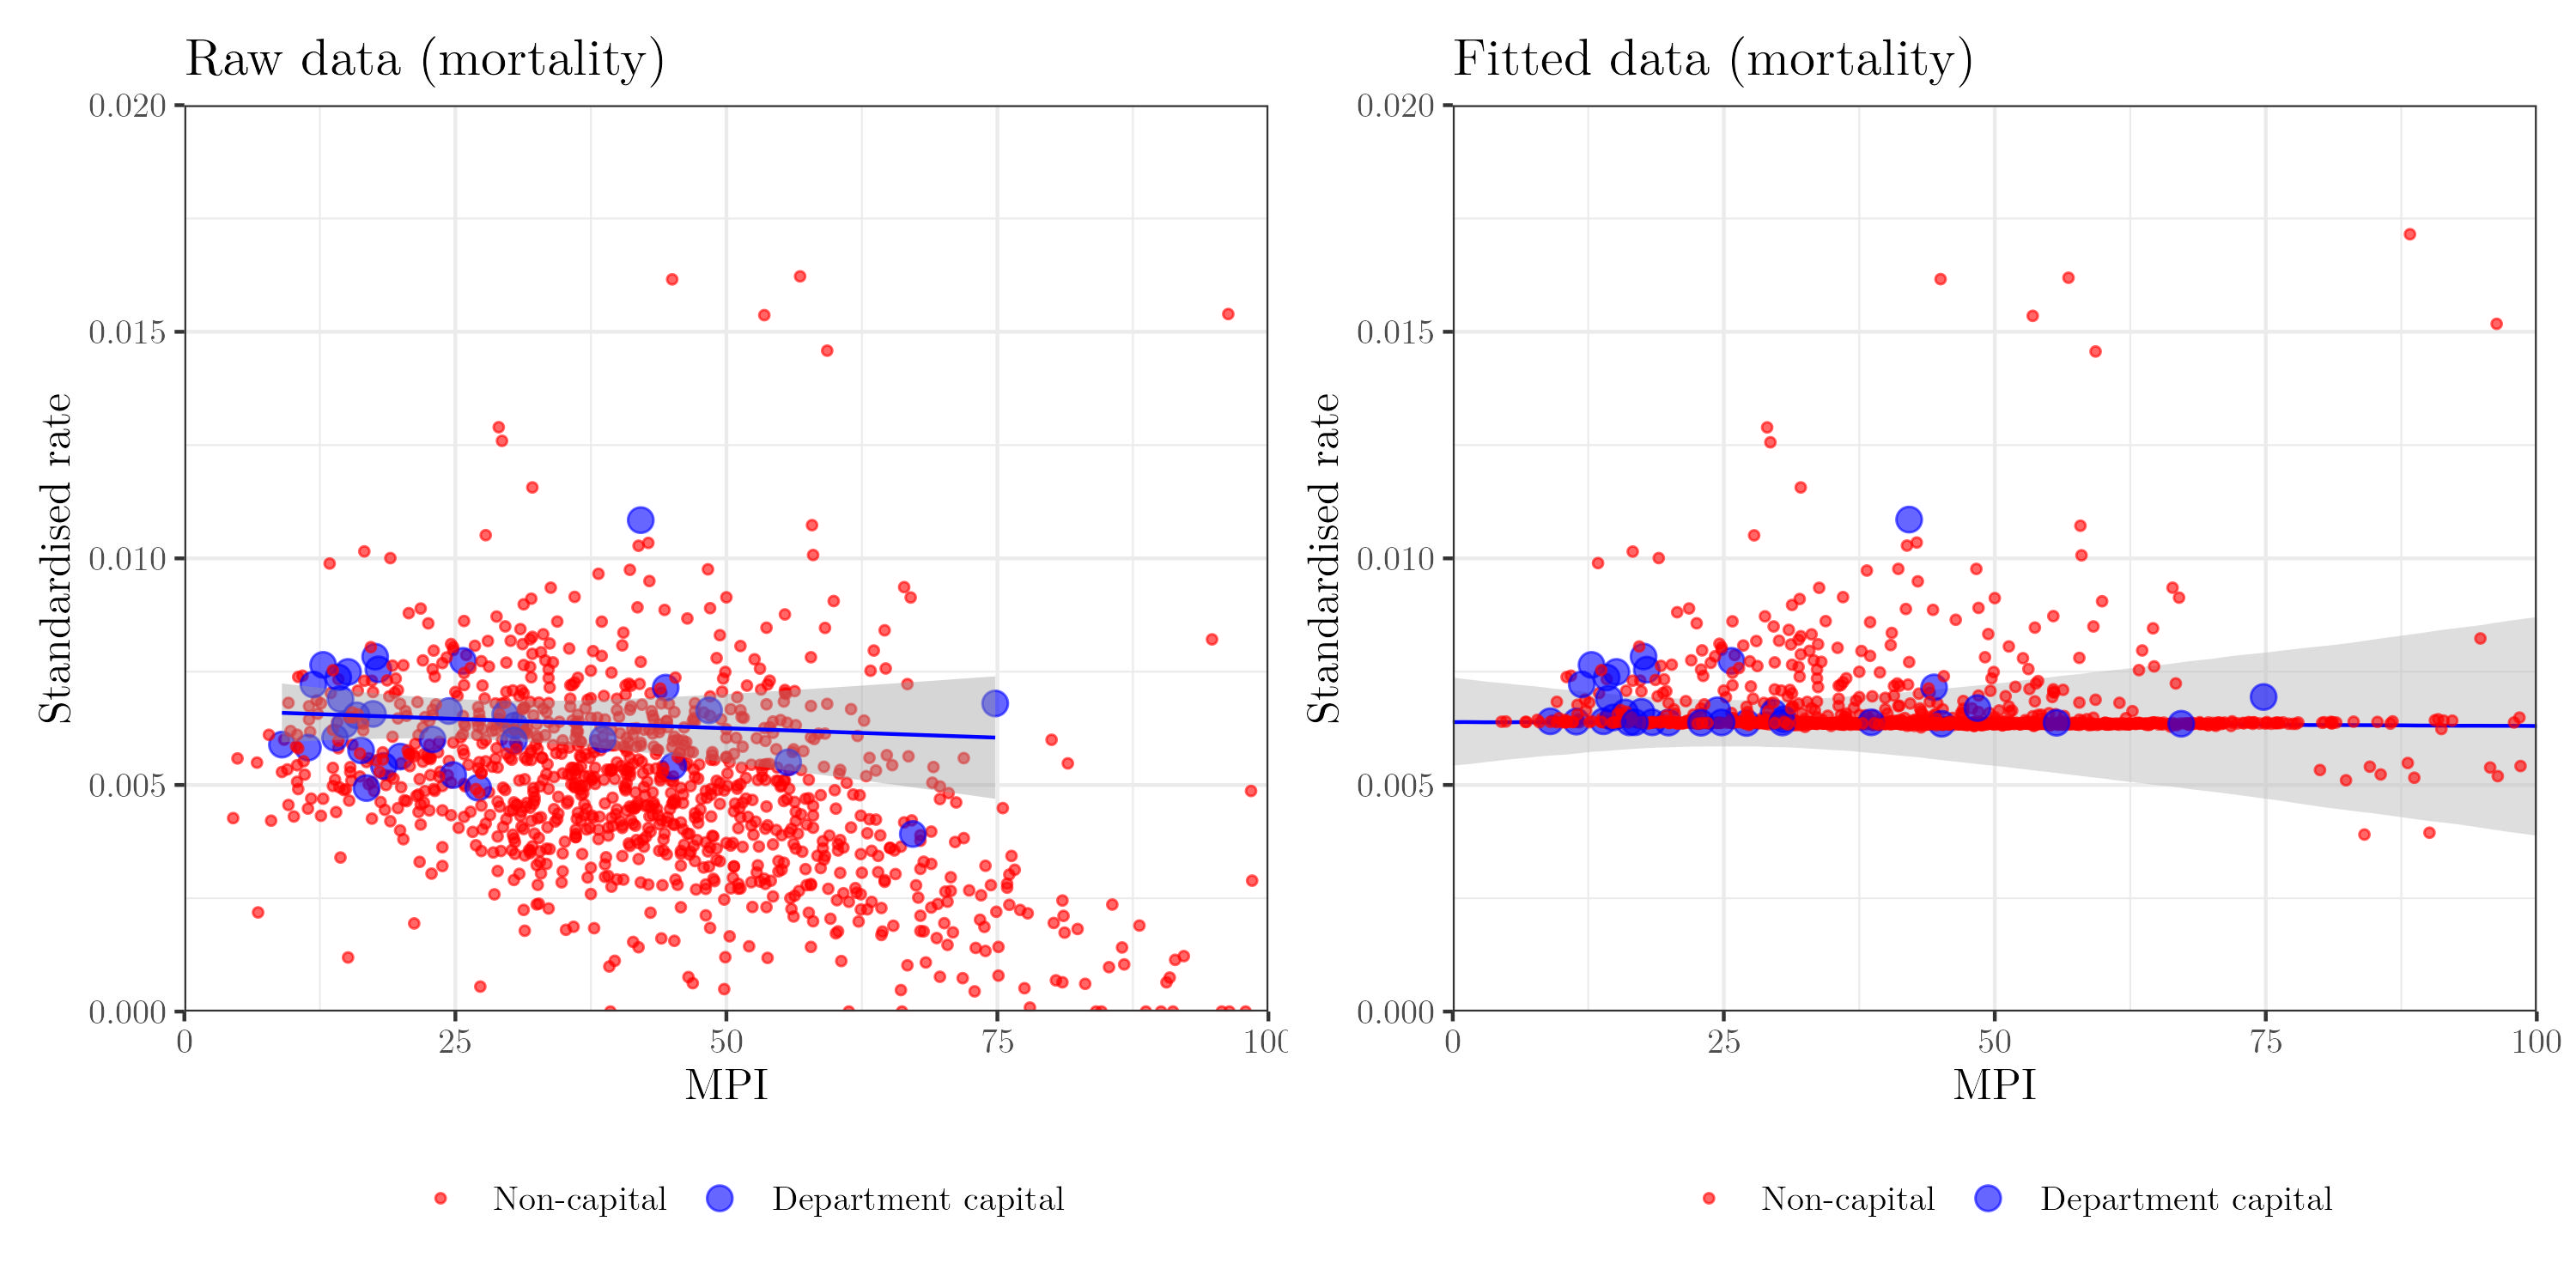 Raw data (mortality)
Standardised rate
0.020
0.015
0.010
0.005
0.000
0 25 50 75 100
MPI
Non-capital Department capital
Fitted data (mortality)
Standardised rate
0.020
0.015
0.010
0.005
0.000
0 25 50 75 100
MPI
Non-capital Department capital